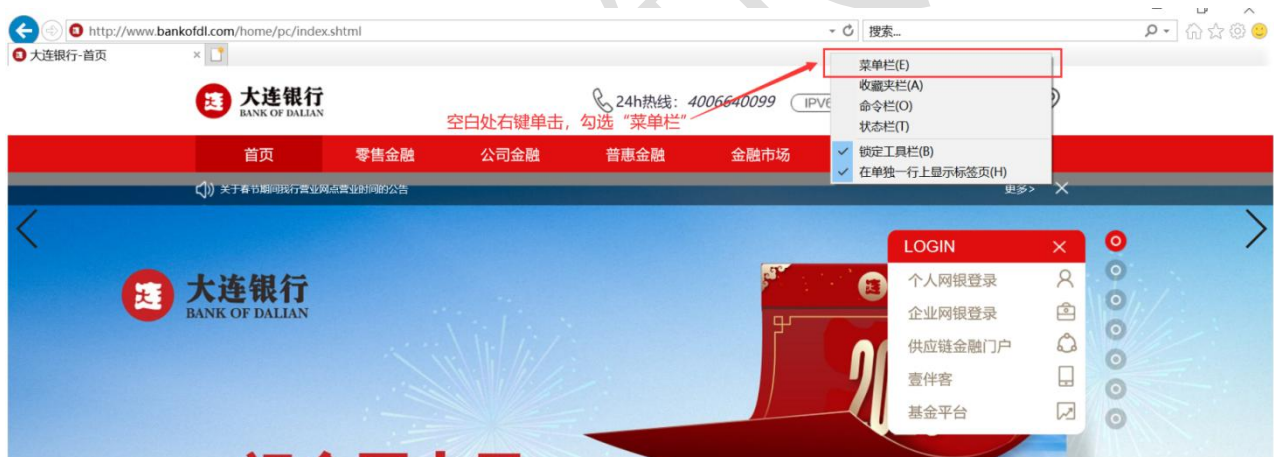 http://www.bankofdl.com/home/pc/index.shtml
搜索...
大连银行-首页
菜单栏(E)
收藏夹栏(A)
命令栏(O)
状态栏(T)
锁定工具栏(B)
在单独一行上显示标签页(H)
大连银行
BANK OF DALIAN
24h热线：4006640099
IPV6
空白处右键单击，勾选“菜单栏”
首页 零售金融 公司金融 普惠金融 金融市场
关于春节期间我行营业网点营业时间的公告
更多>
大连银行
BANK OF DALIAN
LOGIN
个人网银登录
企业网银登录
供应链金融门户
壹伴客
基金平台